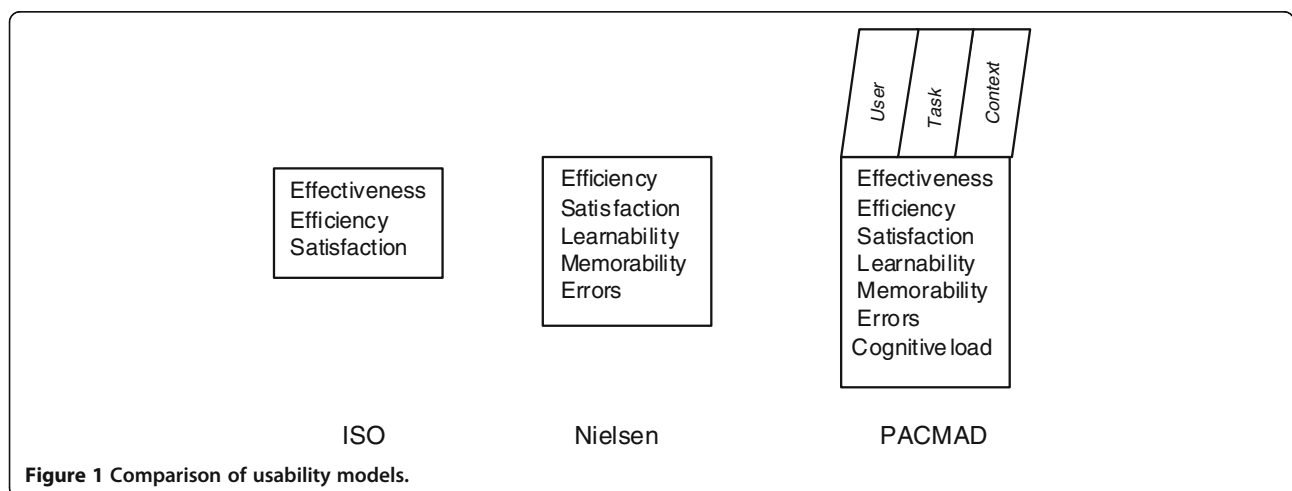 User
Task
Context
Effectiveness
Efficiency
Satisfaction
Efficiency
Satisfaction
Learnability
Memorability
Errors
Effectiveness
Efficiency
Satisfaction
Learnability
Memorability
Errors
Cognitive load
ISO
Nielsen
PACMAD
Figure 1 Comparison of usability models.